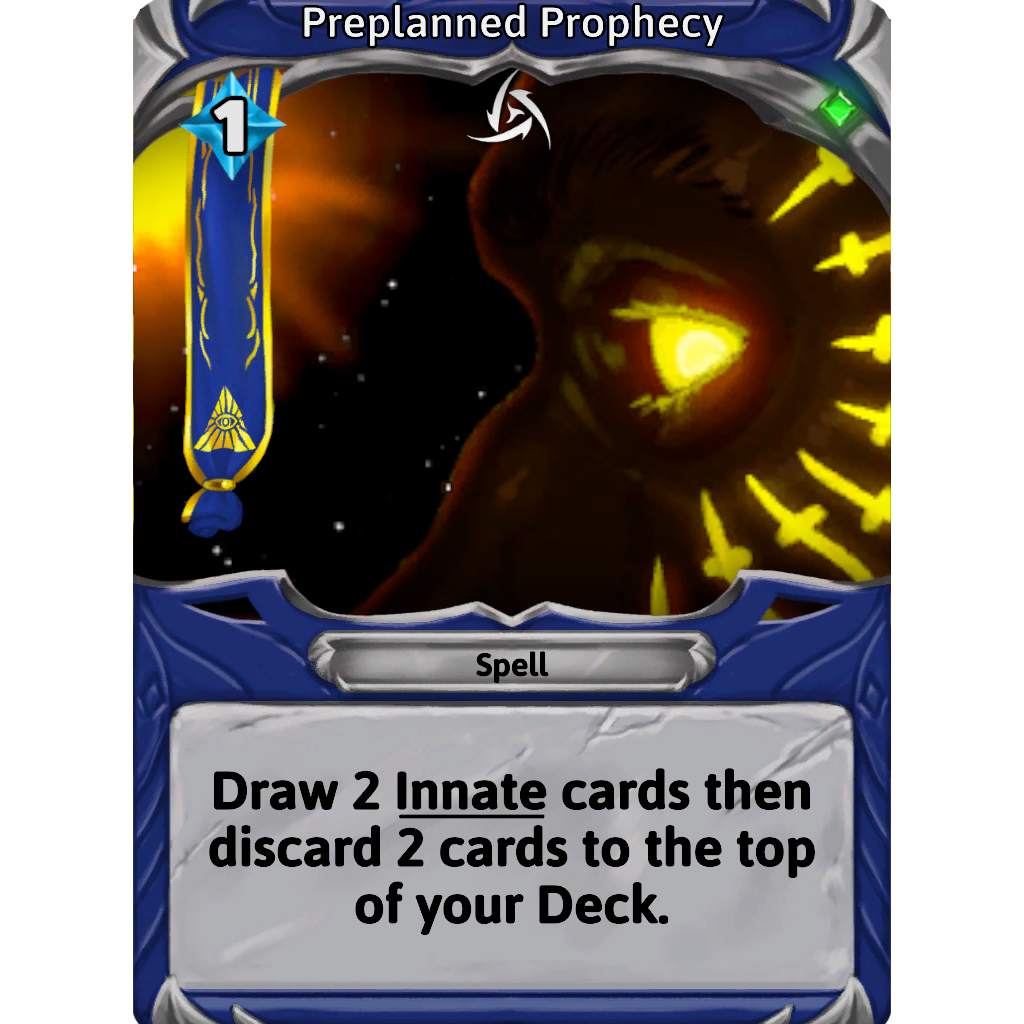 Preplanned Prophecy
1
Spell
Draw 2 Innate cards then
discard 2 cards to the top
of your Deck.